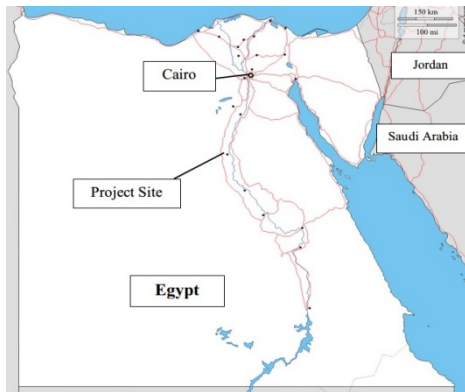 150 km
100 mi
Cairo
Jordan
Saudi Arabia
Project Site
Egypt